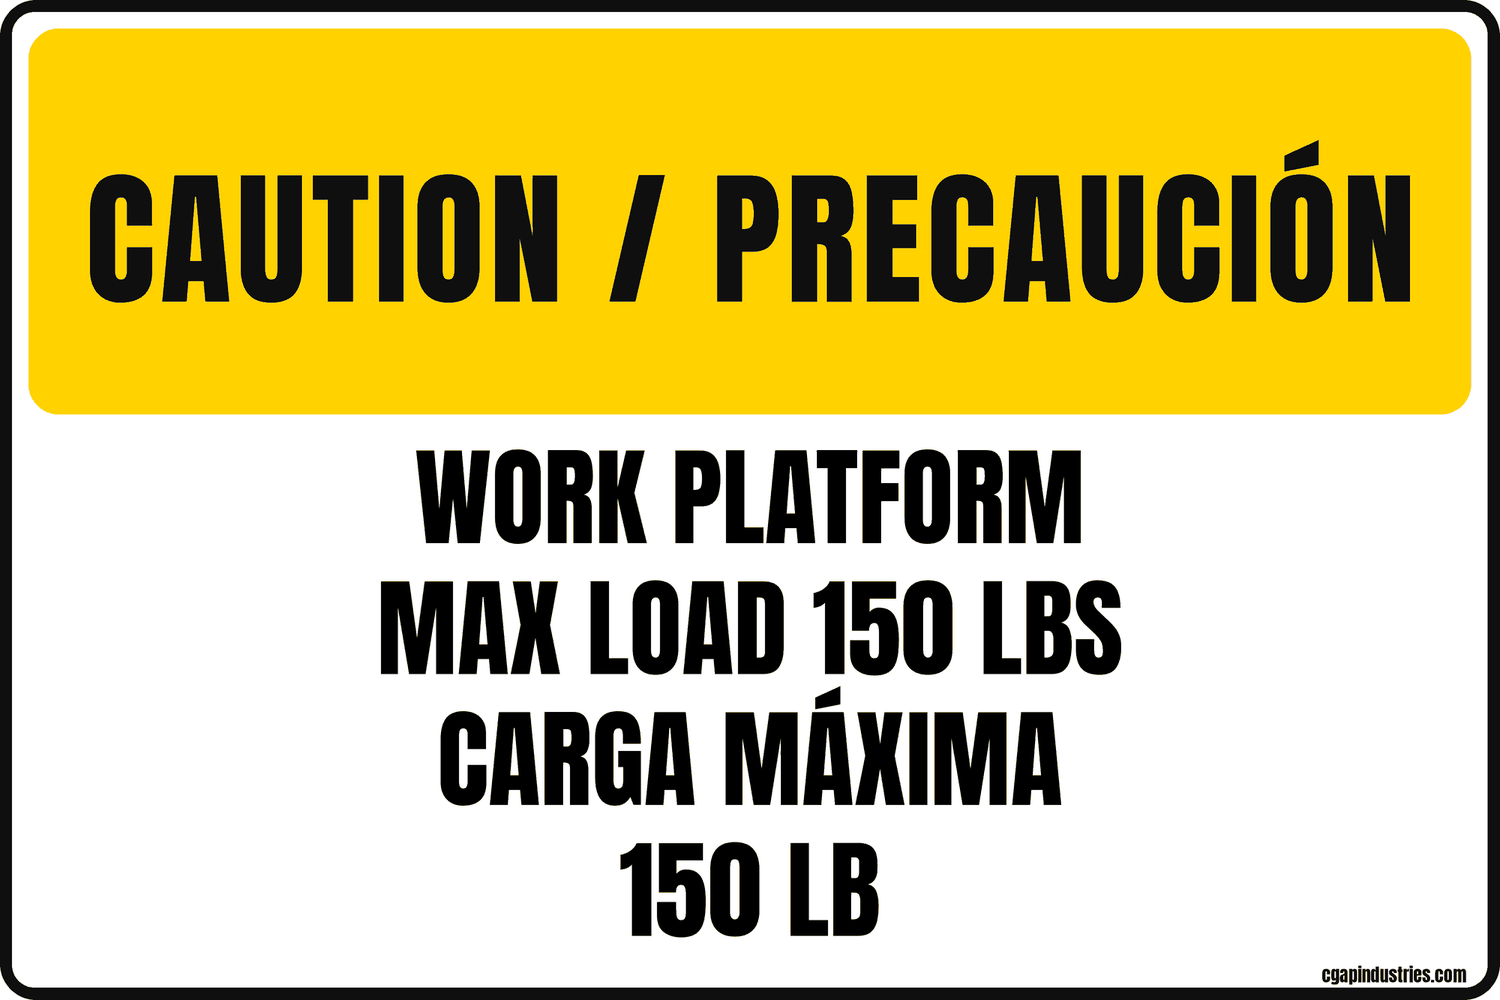 CAUTION / PRECAUCIÓN
WORK PLATFORM
MAX LOAD 150 LBS
CARGA MÁXIMA
150 LB
cgapindustries.com